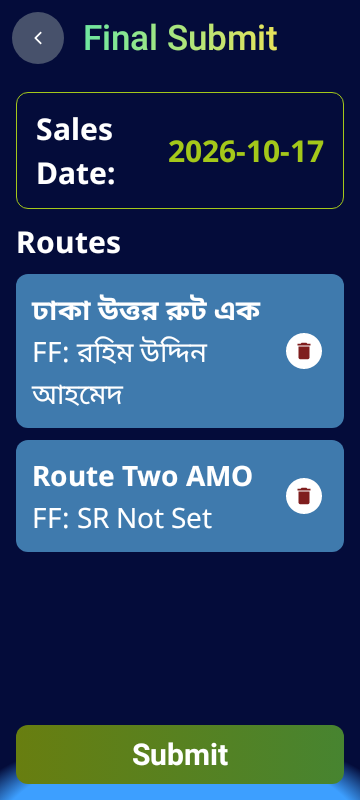 Final Submit
Sales
Date:
2026-10-17
Routes
ঢাকা উত্তর রুট এক
FF: রহিম উদ্দিন
আহমেদ
Route Two AMO
FF: SR Not Set
Submit